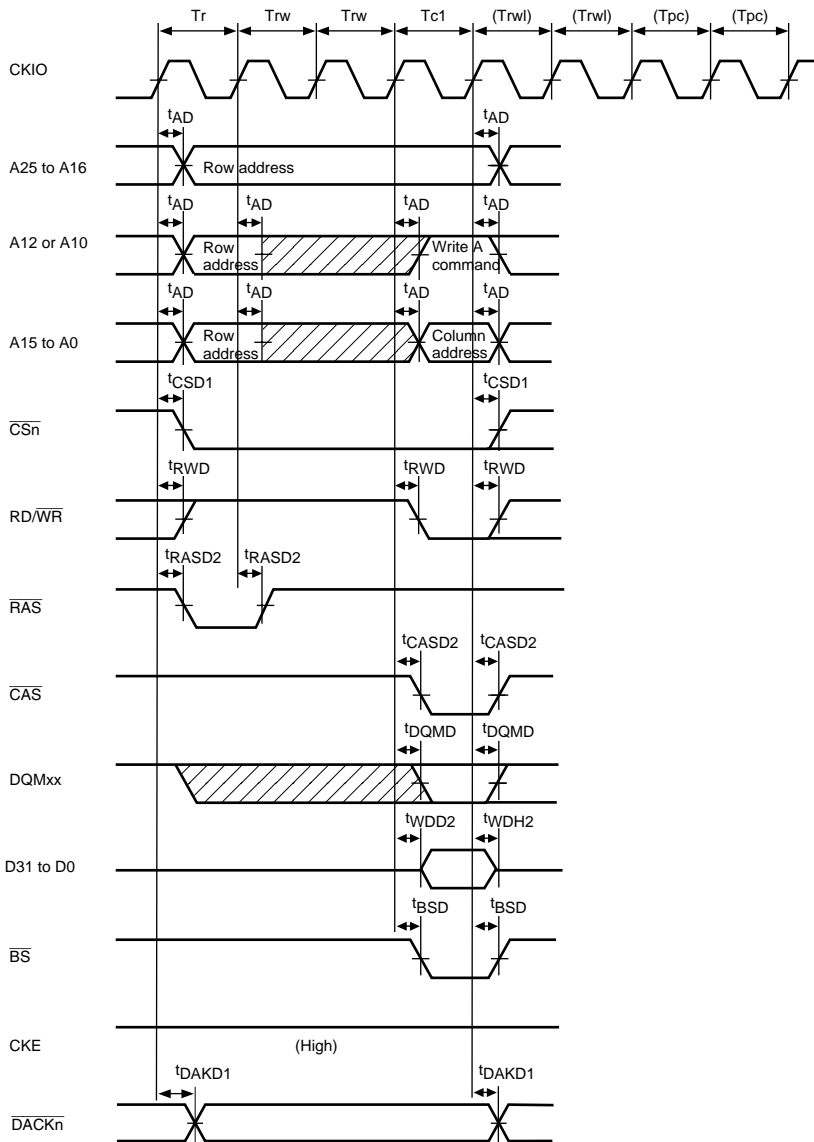 Tr Trw Trw Tc1 (Trwl) (Trwl) (Tpc) (Tpc)
CKIO
tAD tAD
A25 to A16 Row address
tAD tAD tAD tAD
A12 or A10 Row address Write A command
tAD tAD tAD tAD
A15 to A0 Row address Column address
tCSD1 tCSD1
CSn
tRWD tRWD tRWD
RD/WR
tRASD2 tRASD2
RAS
tCASD2 tCASD2
CAS
tDQMD tDQMD
DQMxx
tWDD2 tWDH2
D31 to D0
tBSD tBSD
BS
CKE (High)
tDAKD1 tDAKD1
DACKn